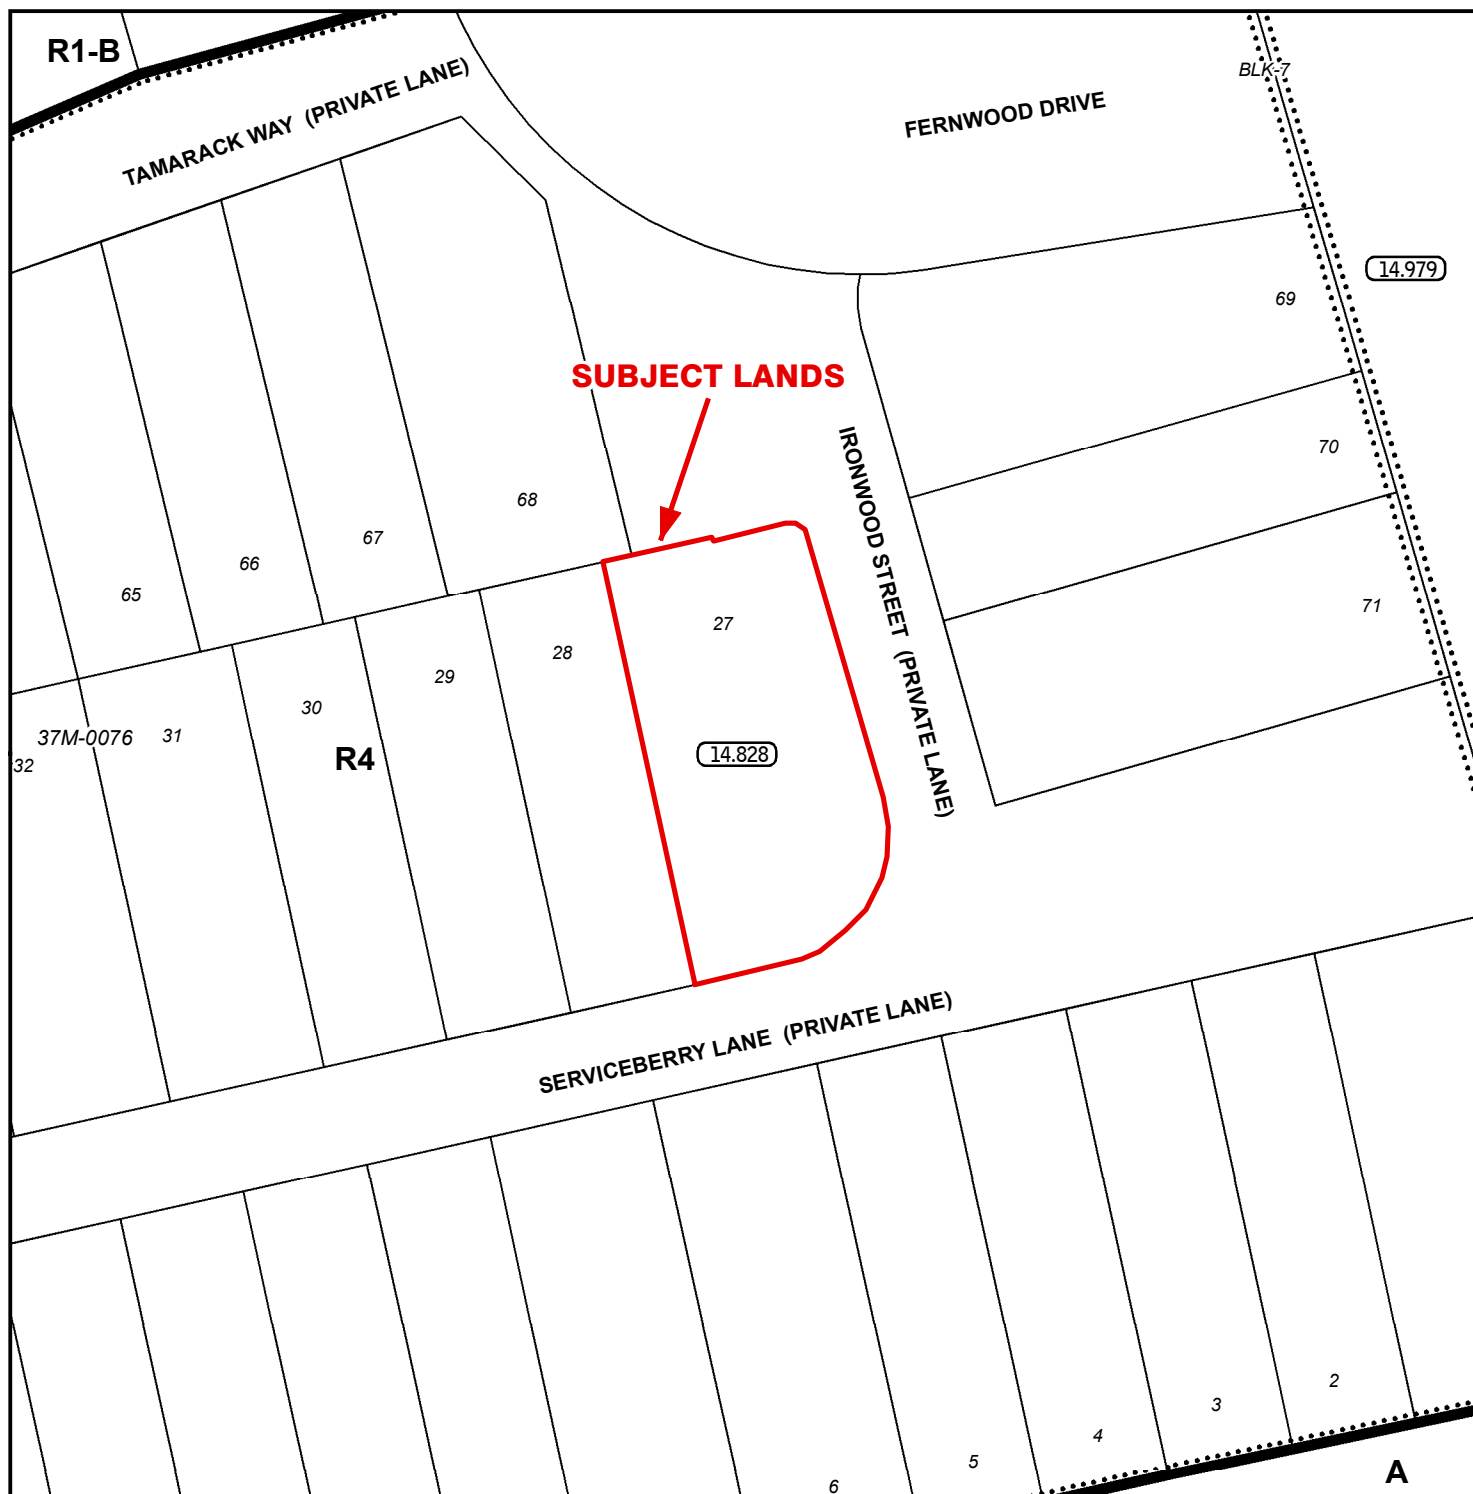 R1-B
BLK-7
TAMARACK WAY (PRIVATE LANE)
FERNWOOD DRIVE
14.979
69
SUBJECT LANDS
70
68
67
66
65
IRONWOOD STREET (PRIVATE LANE)
71
27
28
29
30
31
37M-0076
32
R4
14.828
SERVICEBERRY LANE (PRIVATE LANE)
2
3
4
5
6
A